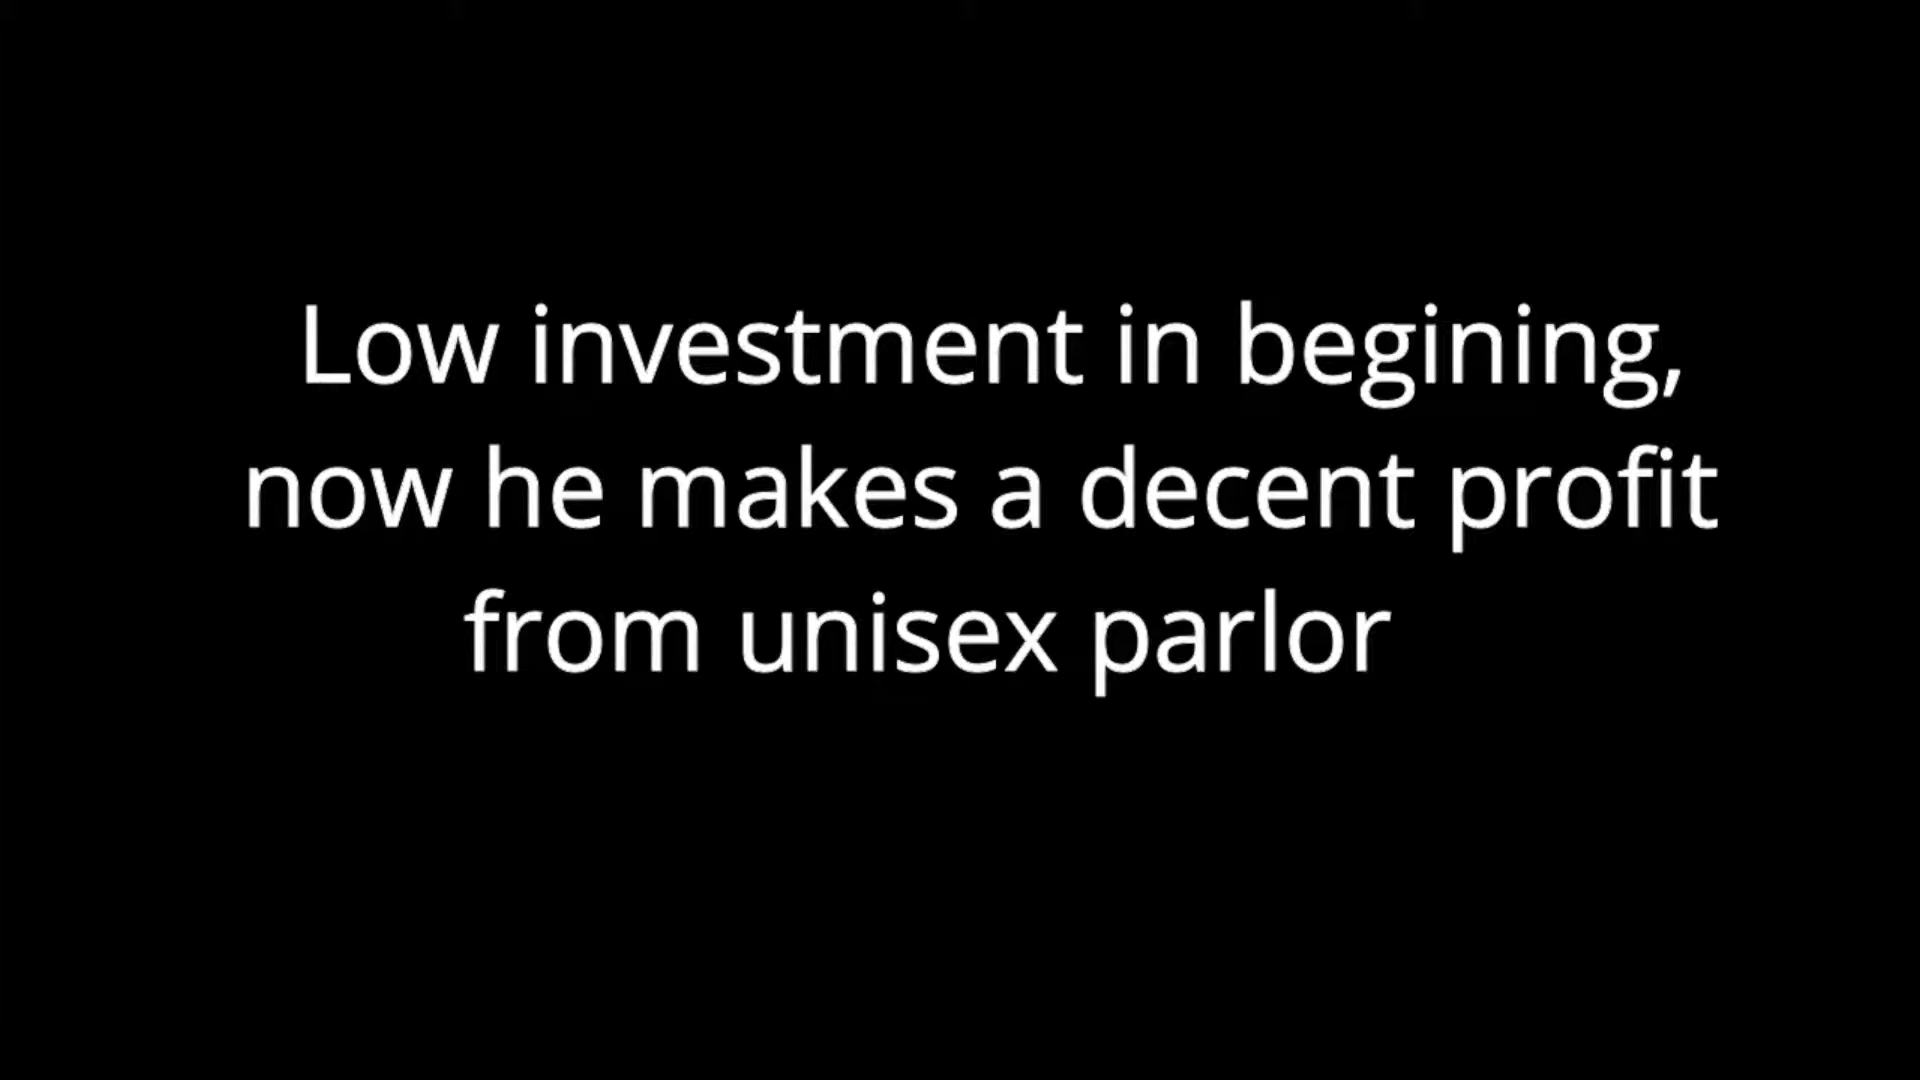 Low investment in begining,
now he makes a decent profit
from unisex parlor